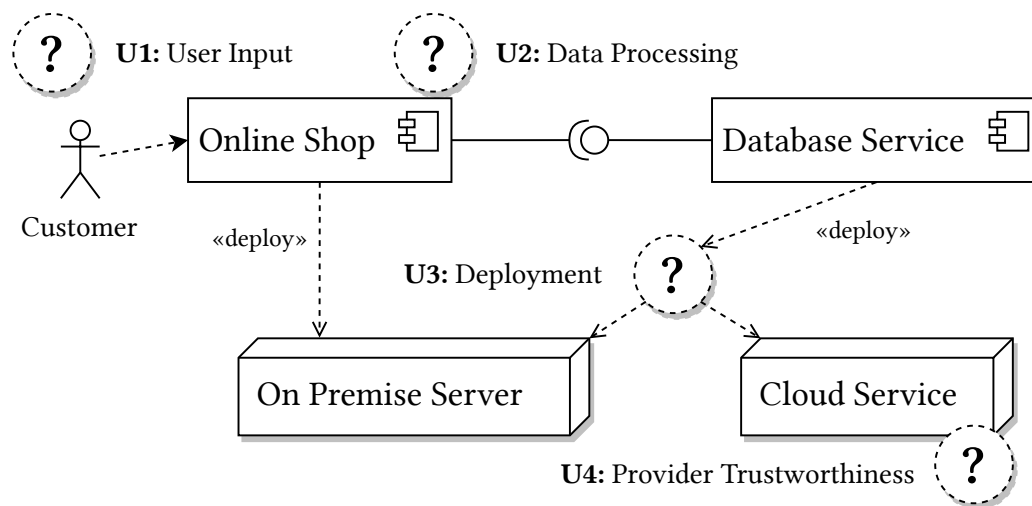 ? U1: User Input
? U2: Data Processing
Online Shop
Database Service
Customer
«deploy»
«deploy»
U3: Deployment ?
On Premise Server
Cloud Service
U4: Provider Trustworthiness ?